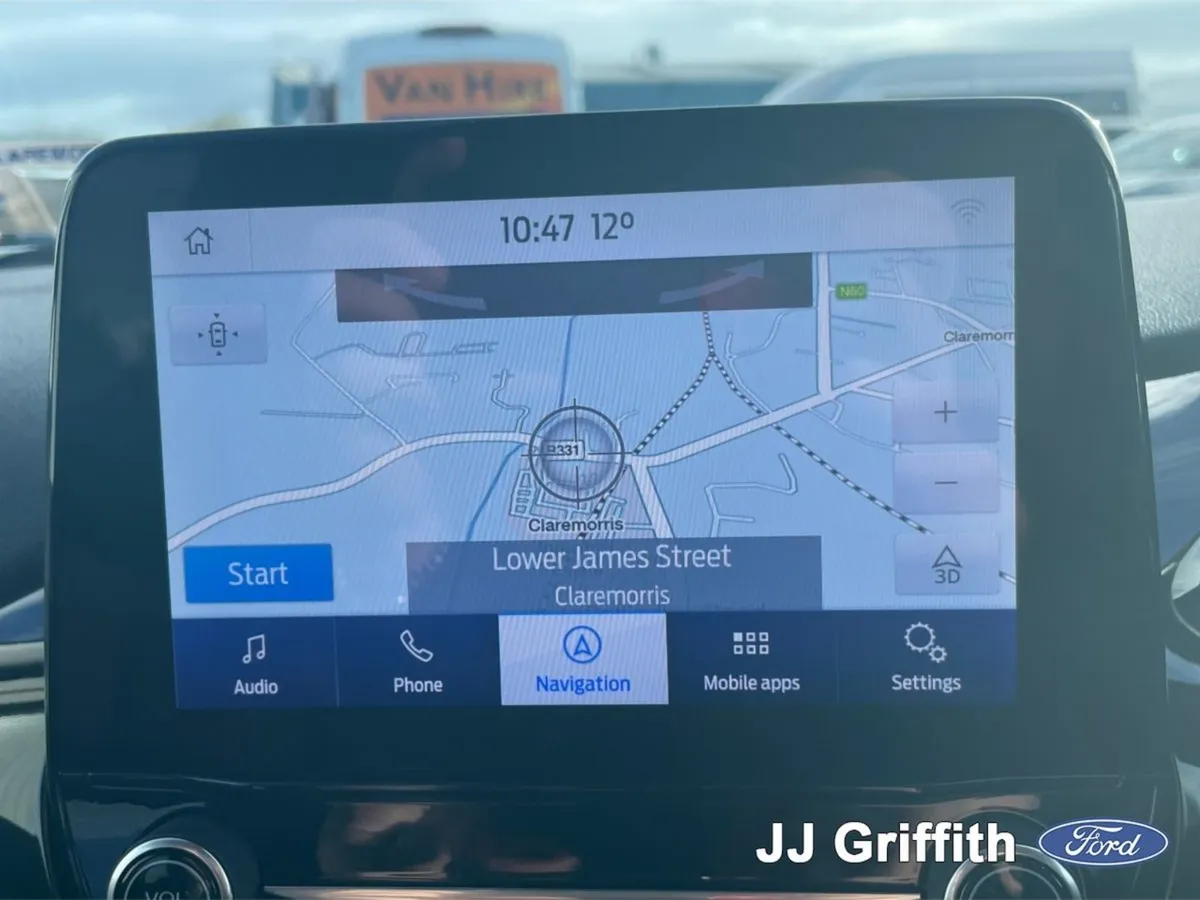 VAN HIRE
10:47 12°
N60
Claremorr
R331
Claremorris
Lower James Street
Claremorris
Start
3D
Audio
Phone
Navigation
Mobile apps
Settings
VOL
JJ Griffith Ford